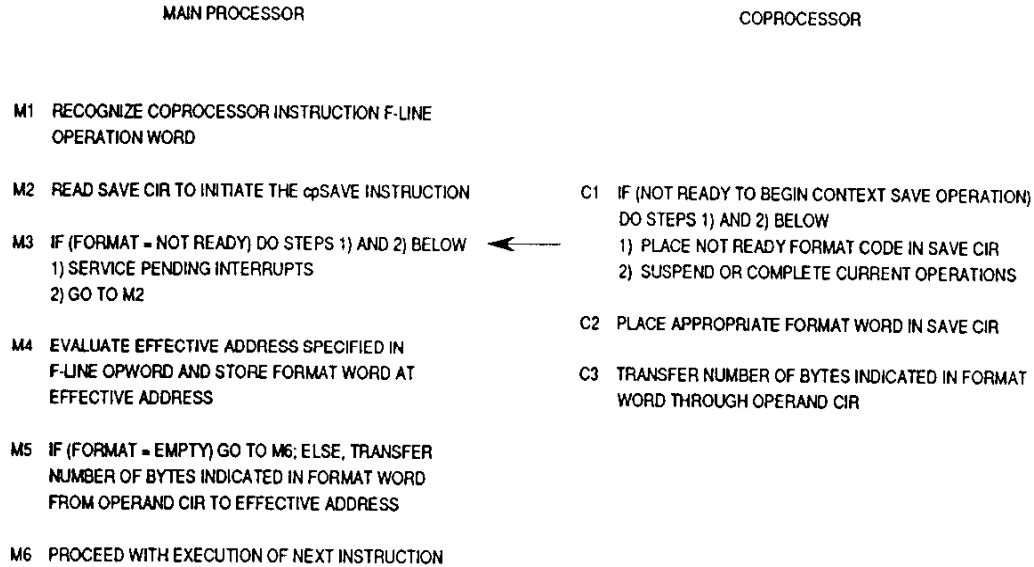 MAIN PROCESSOR
COPROCESSOR
M1 RECOGNIZE COPROCESSOR INSTRUCTION F-LINE
OPERATION WORD
M2 READ SAVE CIR TO INITIATE THE cpSAVE INSTRUCTION
M3 IF (FORMAT = NOT READY) DO STEPS 1) AND 2) BELOW
1) SERVICE PENDING INTERRUPTS
2) GO TO M2
M4 EVALUATE EFFECTIVE ADDRESS SPECIFIED IN
F-LINE OPWORD AND STORE FORMAT WORD AT
EFFECTIVE ADDRESS
M5 IF (FORMAT = EMPTY) GO TO M6; ELSE, TRANSFER
NUMBER OF BYTES INDICATED IN FORMAT WORD
FROM OPERAND CIR TO EFFECTIVE ADDRESS
M6 PROCEED WITH EXECUTION OF NEXT INSTRUCTION
C1 IF (NOT READY TO BEGIN CONTEXT SAVE OPERATION)
DO STEPS 1) AND 2) BELOW
1) PLACE NOT READY FORMAT CODE IN SAVE CIR
2) SUSPEND OR COMPLETE CURRENT OPERATIONS
C2 PLACE APPROPRIATE FORMAT WORD IN SAVE CIR
C3 TRANSFER NUMBER OF BYTES INDICATED IN FORMAT
WORD THROUGH OPERAND CIR